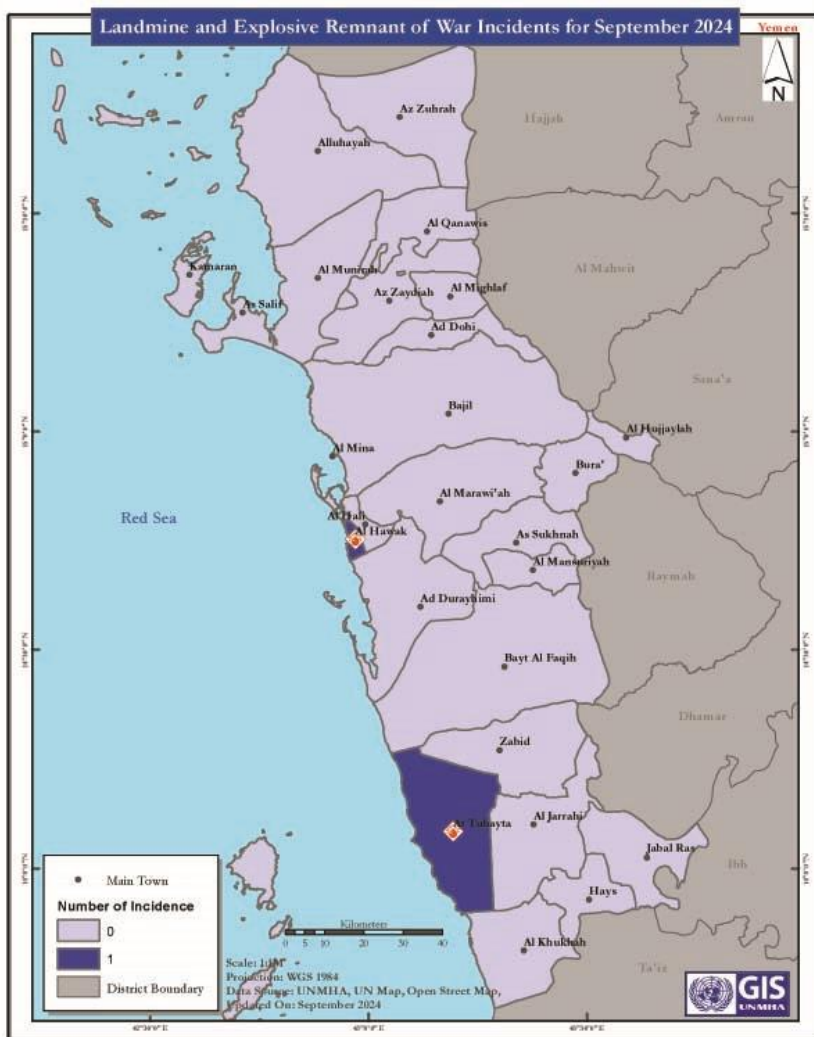 Landmine and Explosive Remnant of War Incidents for September 2024
Yemen
N
Az Zuhrah
Hajjah
Amran
Alluhayah
Al Qanawis
Al Mahwit
Kamaran
Al Munirah
Az Zaydiah
Al Mighlaf
As Salif
Ad Dohi
Sana'a
Bajil
Al Hujjaylah
Al Mina
Bura'
Al Marawi'ah
Red Sea
Al Hali
Al Hawak
As Sukhnah
Al Mansuriyah
Raymah
Ad Durayhimi
Bayt Al Faqih
Dhamar
Zabid
At Tuhayta
Al Jarrahi
Jabal Ras
Ibb
Hays
Al Khukhah
Ta'iz
Main Town
Number of Incidence
0
1
District Boundary
Kilometers
0 5 10 20 30 40
Scale: 1:1M
Projection: WGS 1984
Data Source: UNMHA, UN Map, Open Street Map,
Updated On: September 2024
GIS
UNMHA